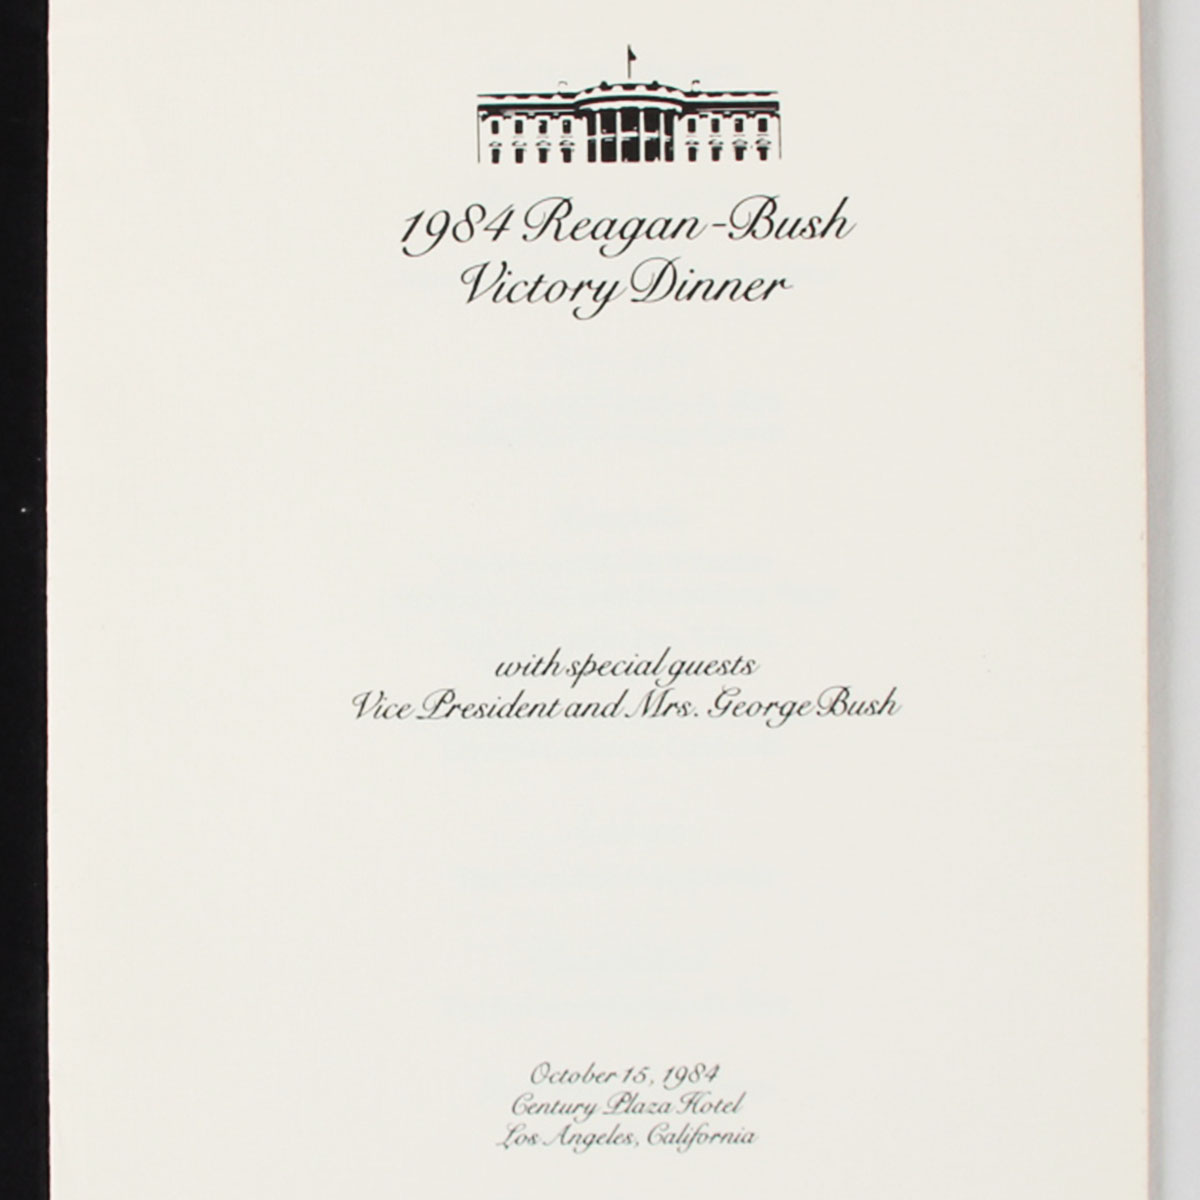 1984 Reagan-Bush
Victory Dinner
with special guests
Vice President and Mrs. George Bush
October 15, 1984
Century Plaza Hotel
Los Angeles, California